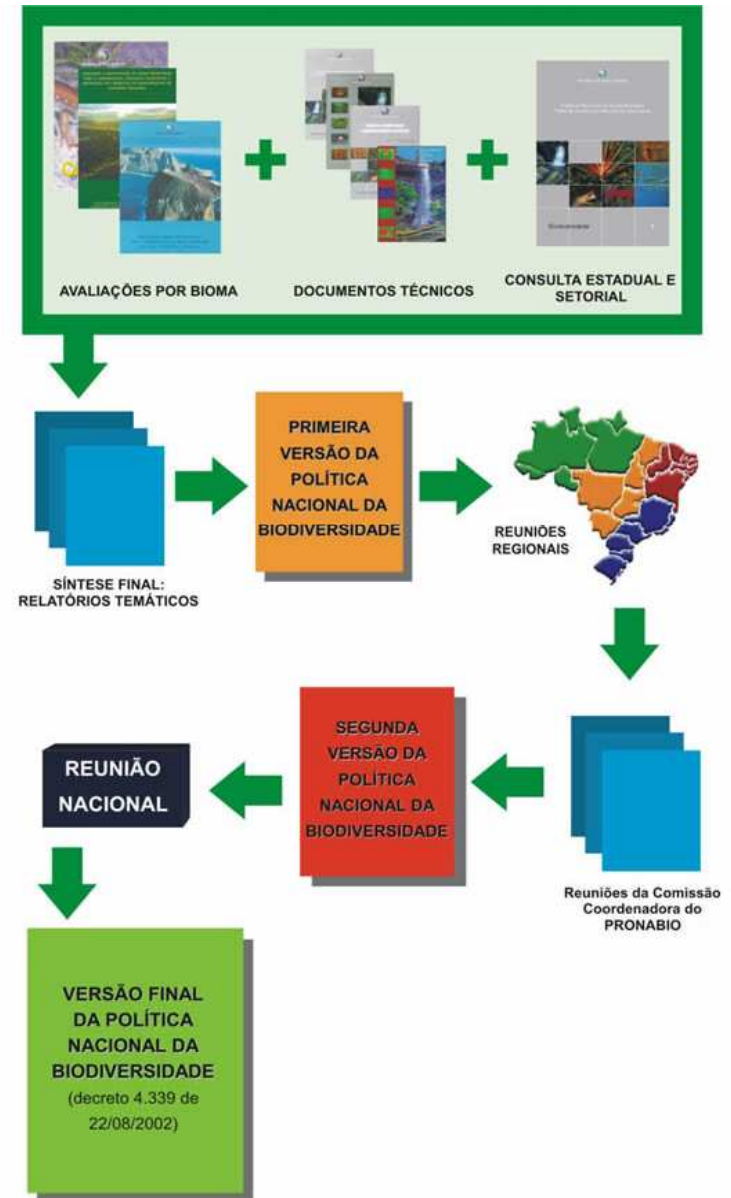 AVALIAÇÕES POR BIOMA
DOCUMENTOS TÉCNICOS
CONSULTA ESTADUAL E
SETORIAL
PRIMEIRA
VERSÃO DA
POLÍTICA
NACIONAL DA
BIODIVERSIDADE
REUNIÕES
REGIONAIS
SÍNTESE FINAL:
RELATÓRIOS TEMÁTICOS
REUNIÃO
NACIONAL
SEGUNDA
VERSÃO DA
POLÍTICA
NACIONAL DA
BIODIVERSIDADE
Reuniões da Comissão
Coordenadora do
PRONABIO
VERSÃO FINAL
DA POLÍTICA
NACIONAL DA
BIODIVERSIDADE
(decreto 4.339 de
22/08/2002)